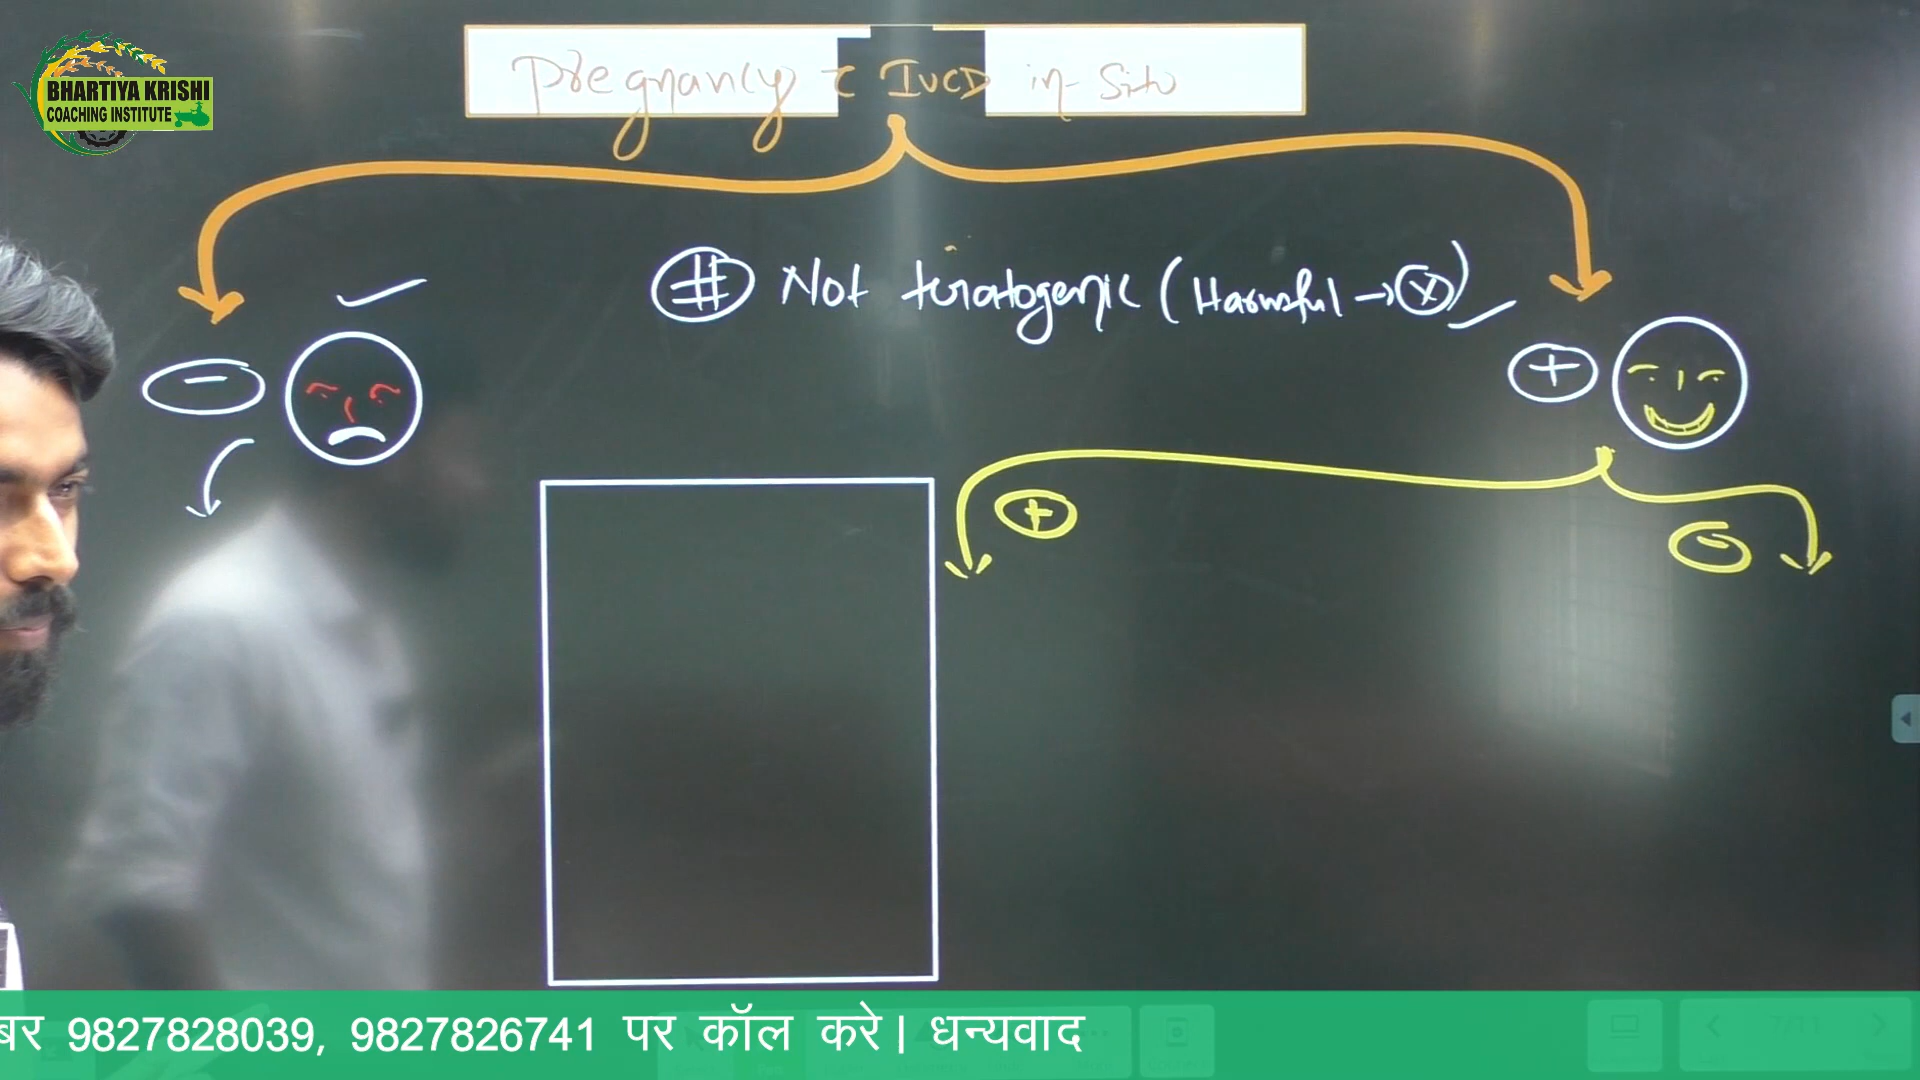 BHARTIYA KRISHI
COACHING INSTITUTE
Pregnancy c̄ IUCD in-Situ
# Not teratogenic (Harmful → x)
-
+
+
-
बर 9827828039, 9827826741 पर कॉल करे| धन्यवाद